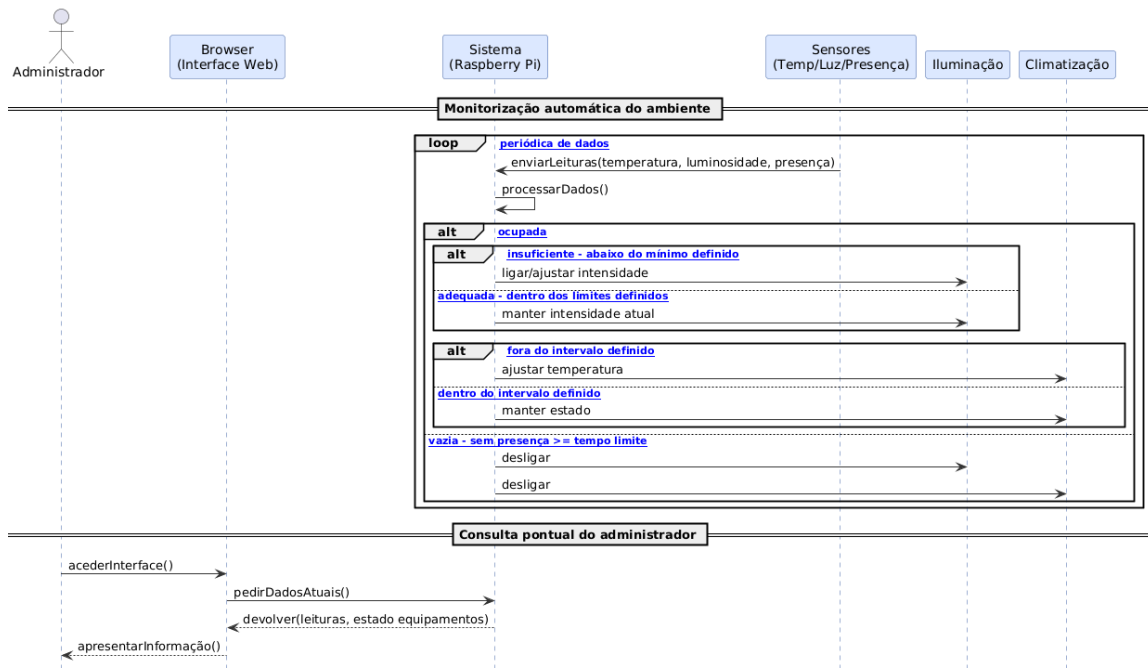 Administrador
Browser
(Interface Web)
Sistema
(Raspberry Pi)
Sensores
(Temp/Luz/Presença)
Iluminação
Climatização
Monitorização automática do ambiente
loop
periódica de dados
enviarLeituras(temperatura, luminosidade, presença)
processarDados()
alt
ocupada
alt
insuficiente - abaixo do mínimo definido
ligar/ajustar intensidade
adequada - dentro dos limites definidos
manter intensidade atual
alt
fora do intervalo definido
ajustar temperatura
dentro do intervalo definido
manter estado
vazia - sem presença >= tempo limite
desligar
desligar
Consulta pontual do administrador
acederInterface()
pedirDadosAtuais()
devolver(leituras, estado equipamentos)
apresentarInformação()